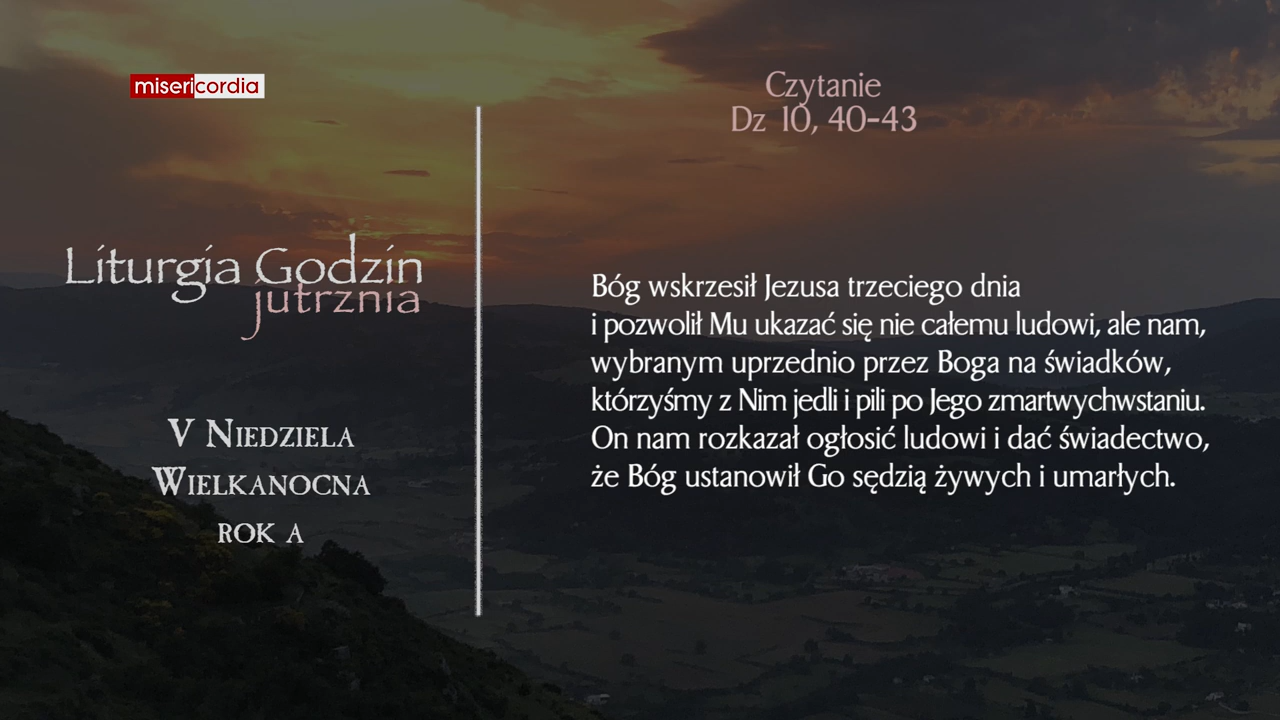 misericordia
Liturgia Godzin
jutrznia
V Niedziela
Wielkanocna
rok a
Czytanie
Dz 10, 40-43
Bóg wskrzesił Jezusa trzeciego dnia
i pozwolił Mu ukazać się nie całemu ludowi, ale nam,
wybranym uprzednio przez Boga na świadków,
którzyśmy z Nim jedli i pili po Jego zmartwychwstaniu.
On nam rozkazał ogłosić ludowi i dać świadectwo,
że Bóg ustanowił Go sędzią żywych i umarłych.